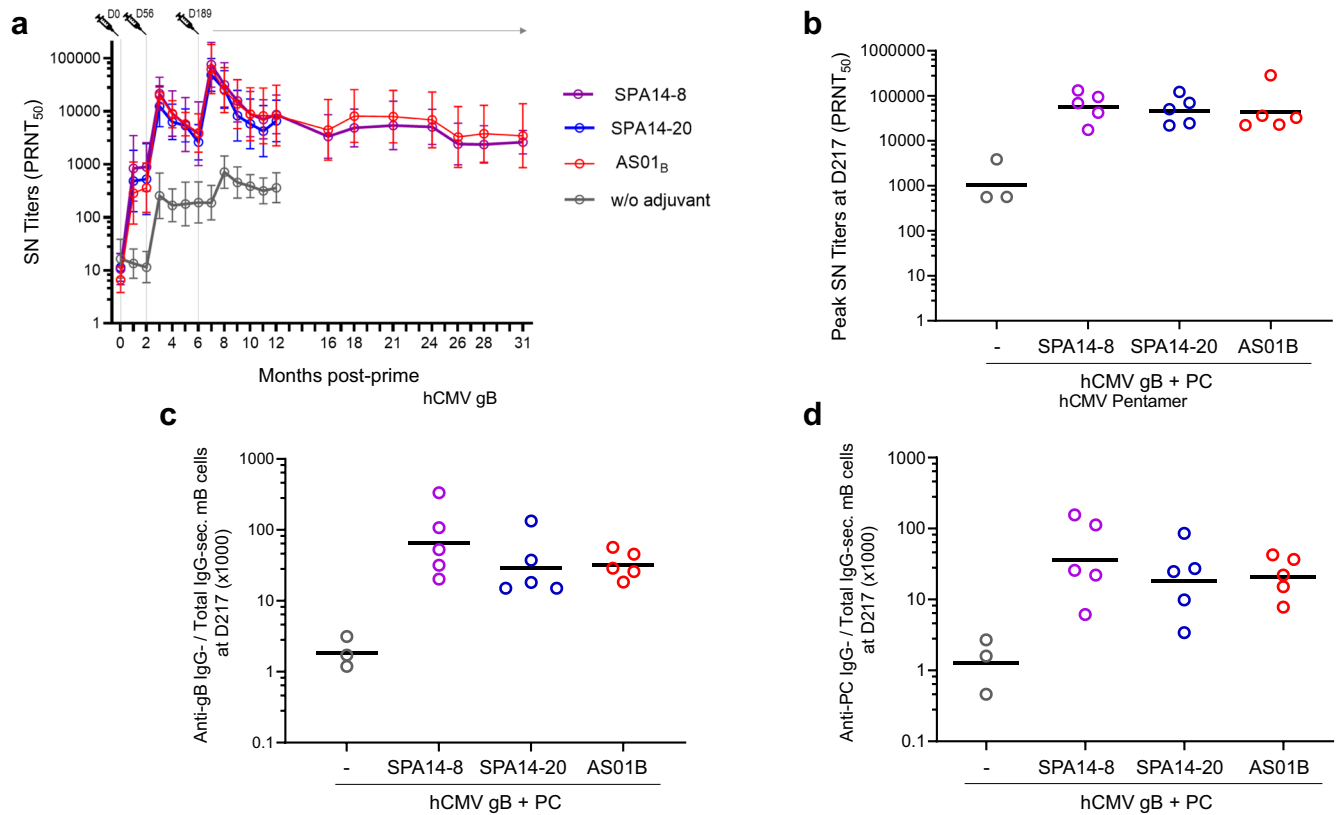 a
D0
D56
D189
SN Titers (PRNT50)
100000
10000
1000
100
10
1
0 2 4 6 8 10 12 14 16 18 21 24 26 28 31
Months post-prime
SPA14-8
SPA14-20
AS01B
w/o adjuvant
b
Peak SN Titers at D217 (PRNT50)
1000000
100000
10000
1000
100
10
1
- SPA14-8 SPA14-20 AS01B
hCMV gB + PC
hCMV gB
c
Anti-gB IgG- / Total IgG-sec. mB cells
at D217 (x1000)
1000
100
10
1
0.1
- SPA14-8 SPA14-20 AS01B
hCMV gB + PC
hCMV Pentamer
d
Anti-PC IgG- / Total IgG-sec. mB cells
at D217 (x1000)
1000
100
10
1
0.1
- SPA14-8 SPA14-20 AS01B
hCMV gB + PC